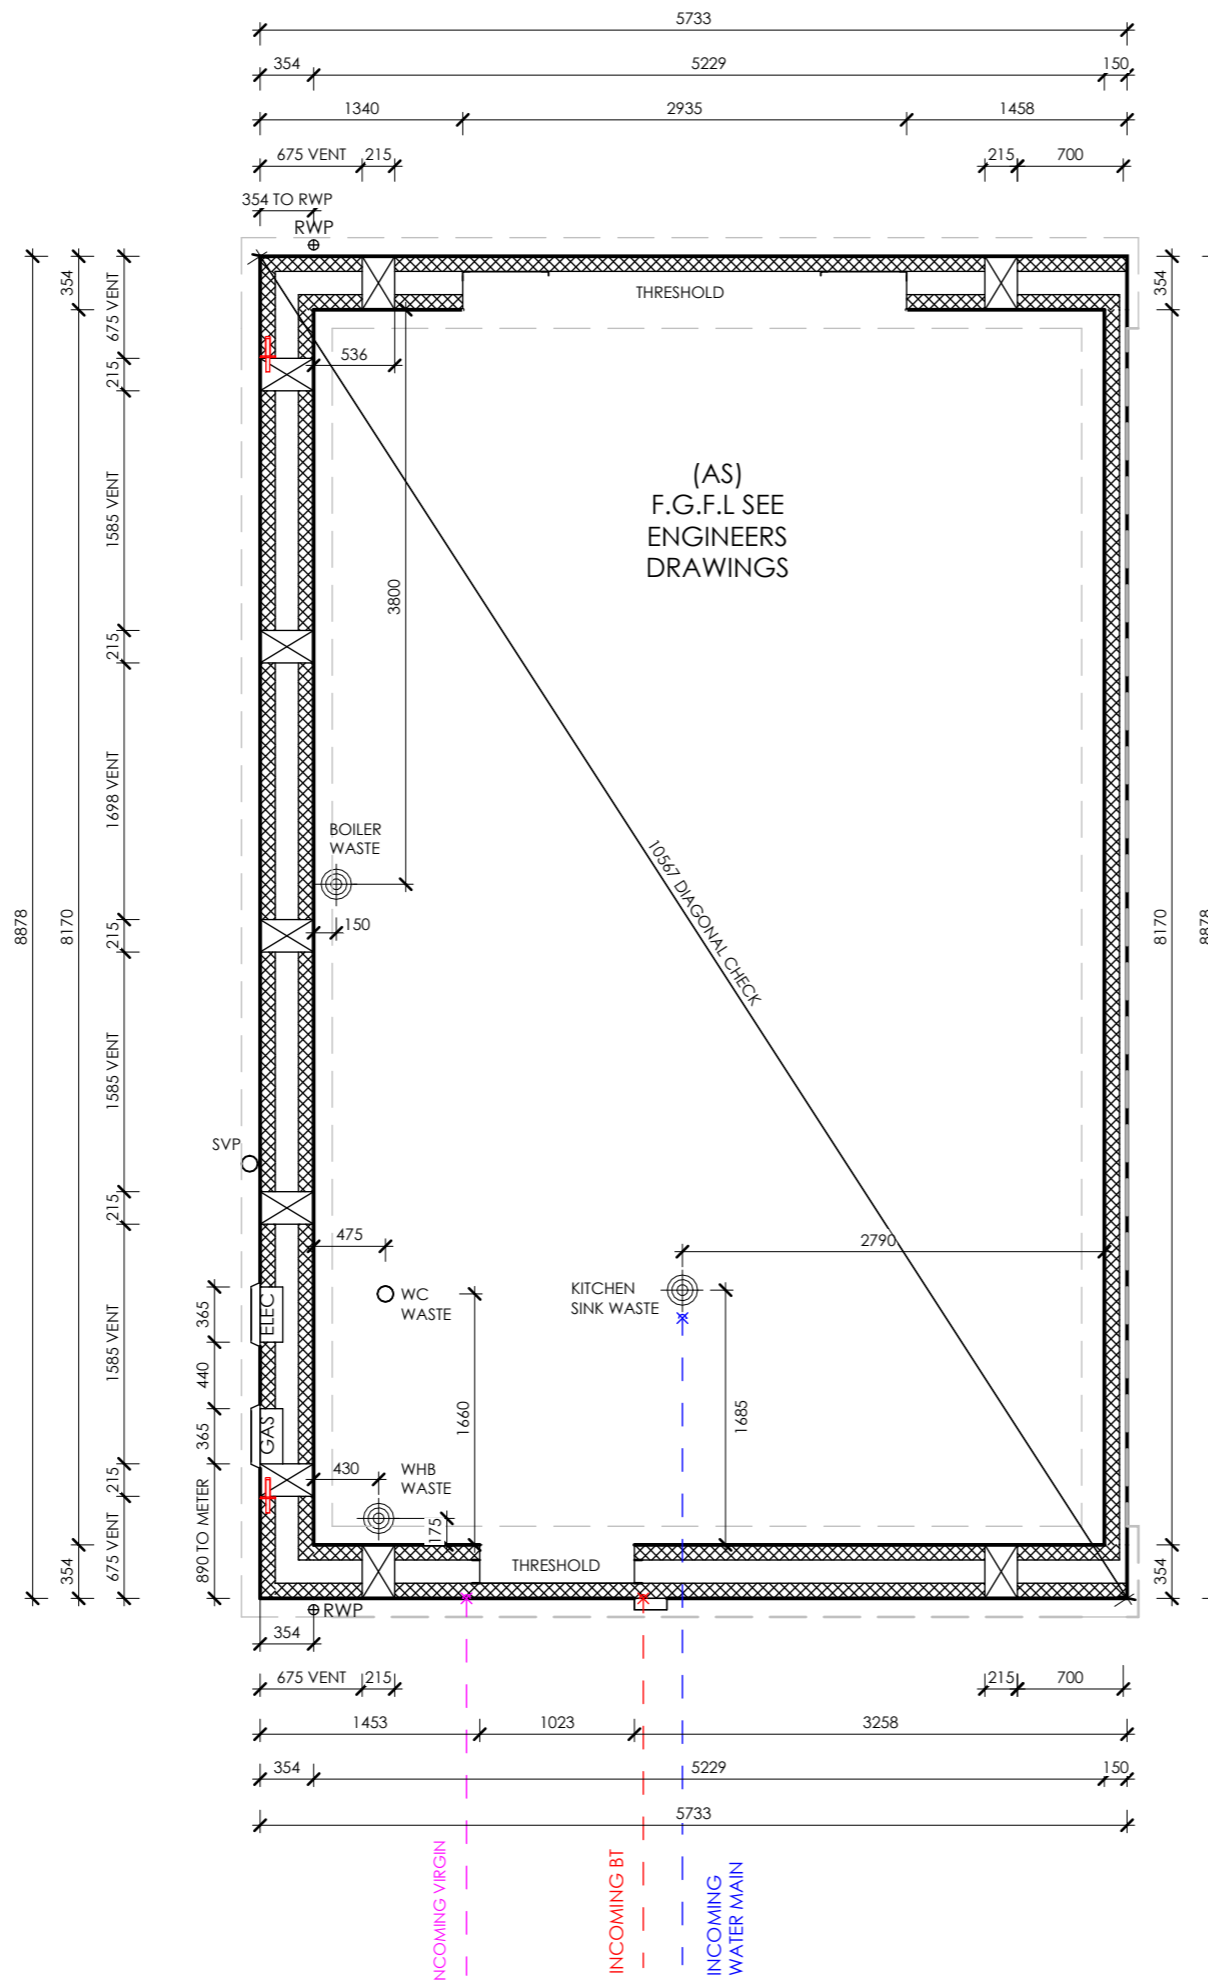 5733
354
5229
150
1340
2935
1458
675 VENT
215
215
700
354 TO RWP
RWP
354
675 VENT
THRESHOLD
354
536
215
(AS)
F.G.F.L SEE
ENGINEERS
DRAWINGS
1585 VENT
3800
215
1698 VENT
BOILER
WASTE
10567 DIAGONAL CHECK
150
8878
8170
215
8170
8878
1585 VENT
SVP
215
475
2790
KITCHEN
SINK WASTE
WC
WASTE
365
ELEC
1585 VENT
440
1660
1685
365
GAS
430
WHB
WASTE
215
890 TO METER
675 VENT
175
354
THRESHOLD
354
RWP
354
675 VENT
215
215
700
1453
1023
3258
354
5229
150
5733
NCOMING VIRGIN
INCOMING BT
INCOMING
WATER MAIN